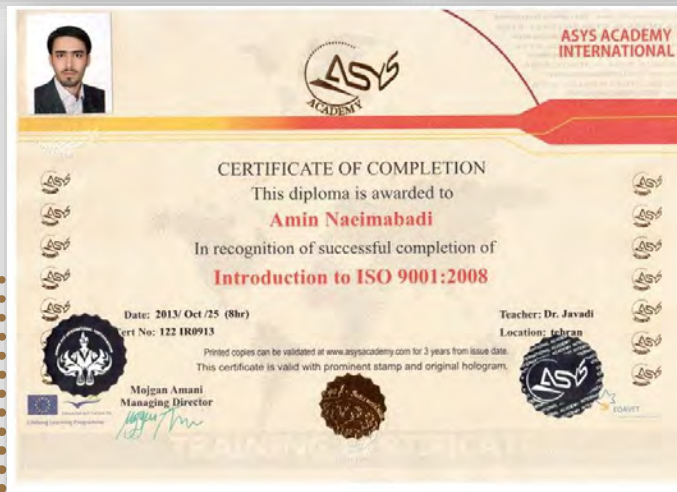 ASYS ACADEMY
INTERNATIONAL
ASYS
ACADEMY
CERTIFICATE OF COMPLETION
This diploma is awarded to
Amin Naeimabadi
In recognition of successful completion of
Introduction to ISO 9001:2008
Date: 2013/ Oct /25 (8hr)
Teacher: Dr. Javadi
Cert No: 122 IR0913
Location: tehran
Printed copies can be validated at www.asysacademy.com for 3 years from issue date.
This certificate is valid with prominent stamp and original hologram.
Mojgan Amani
Managing Director
Lifelong Learning Programme
ASYS
EQAVET
TRAINING CERTIFICATE